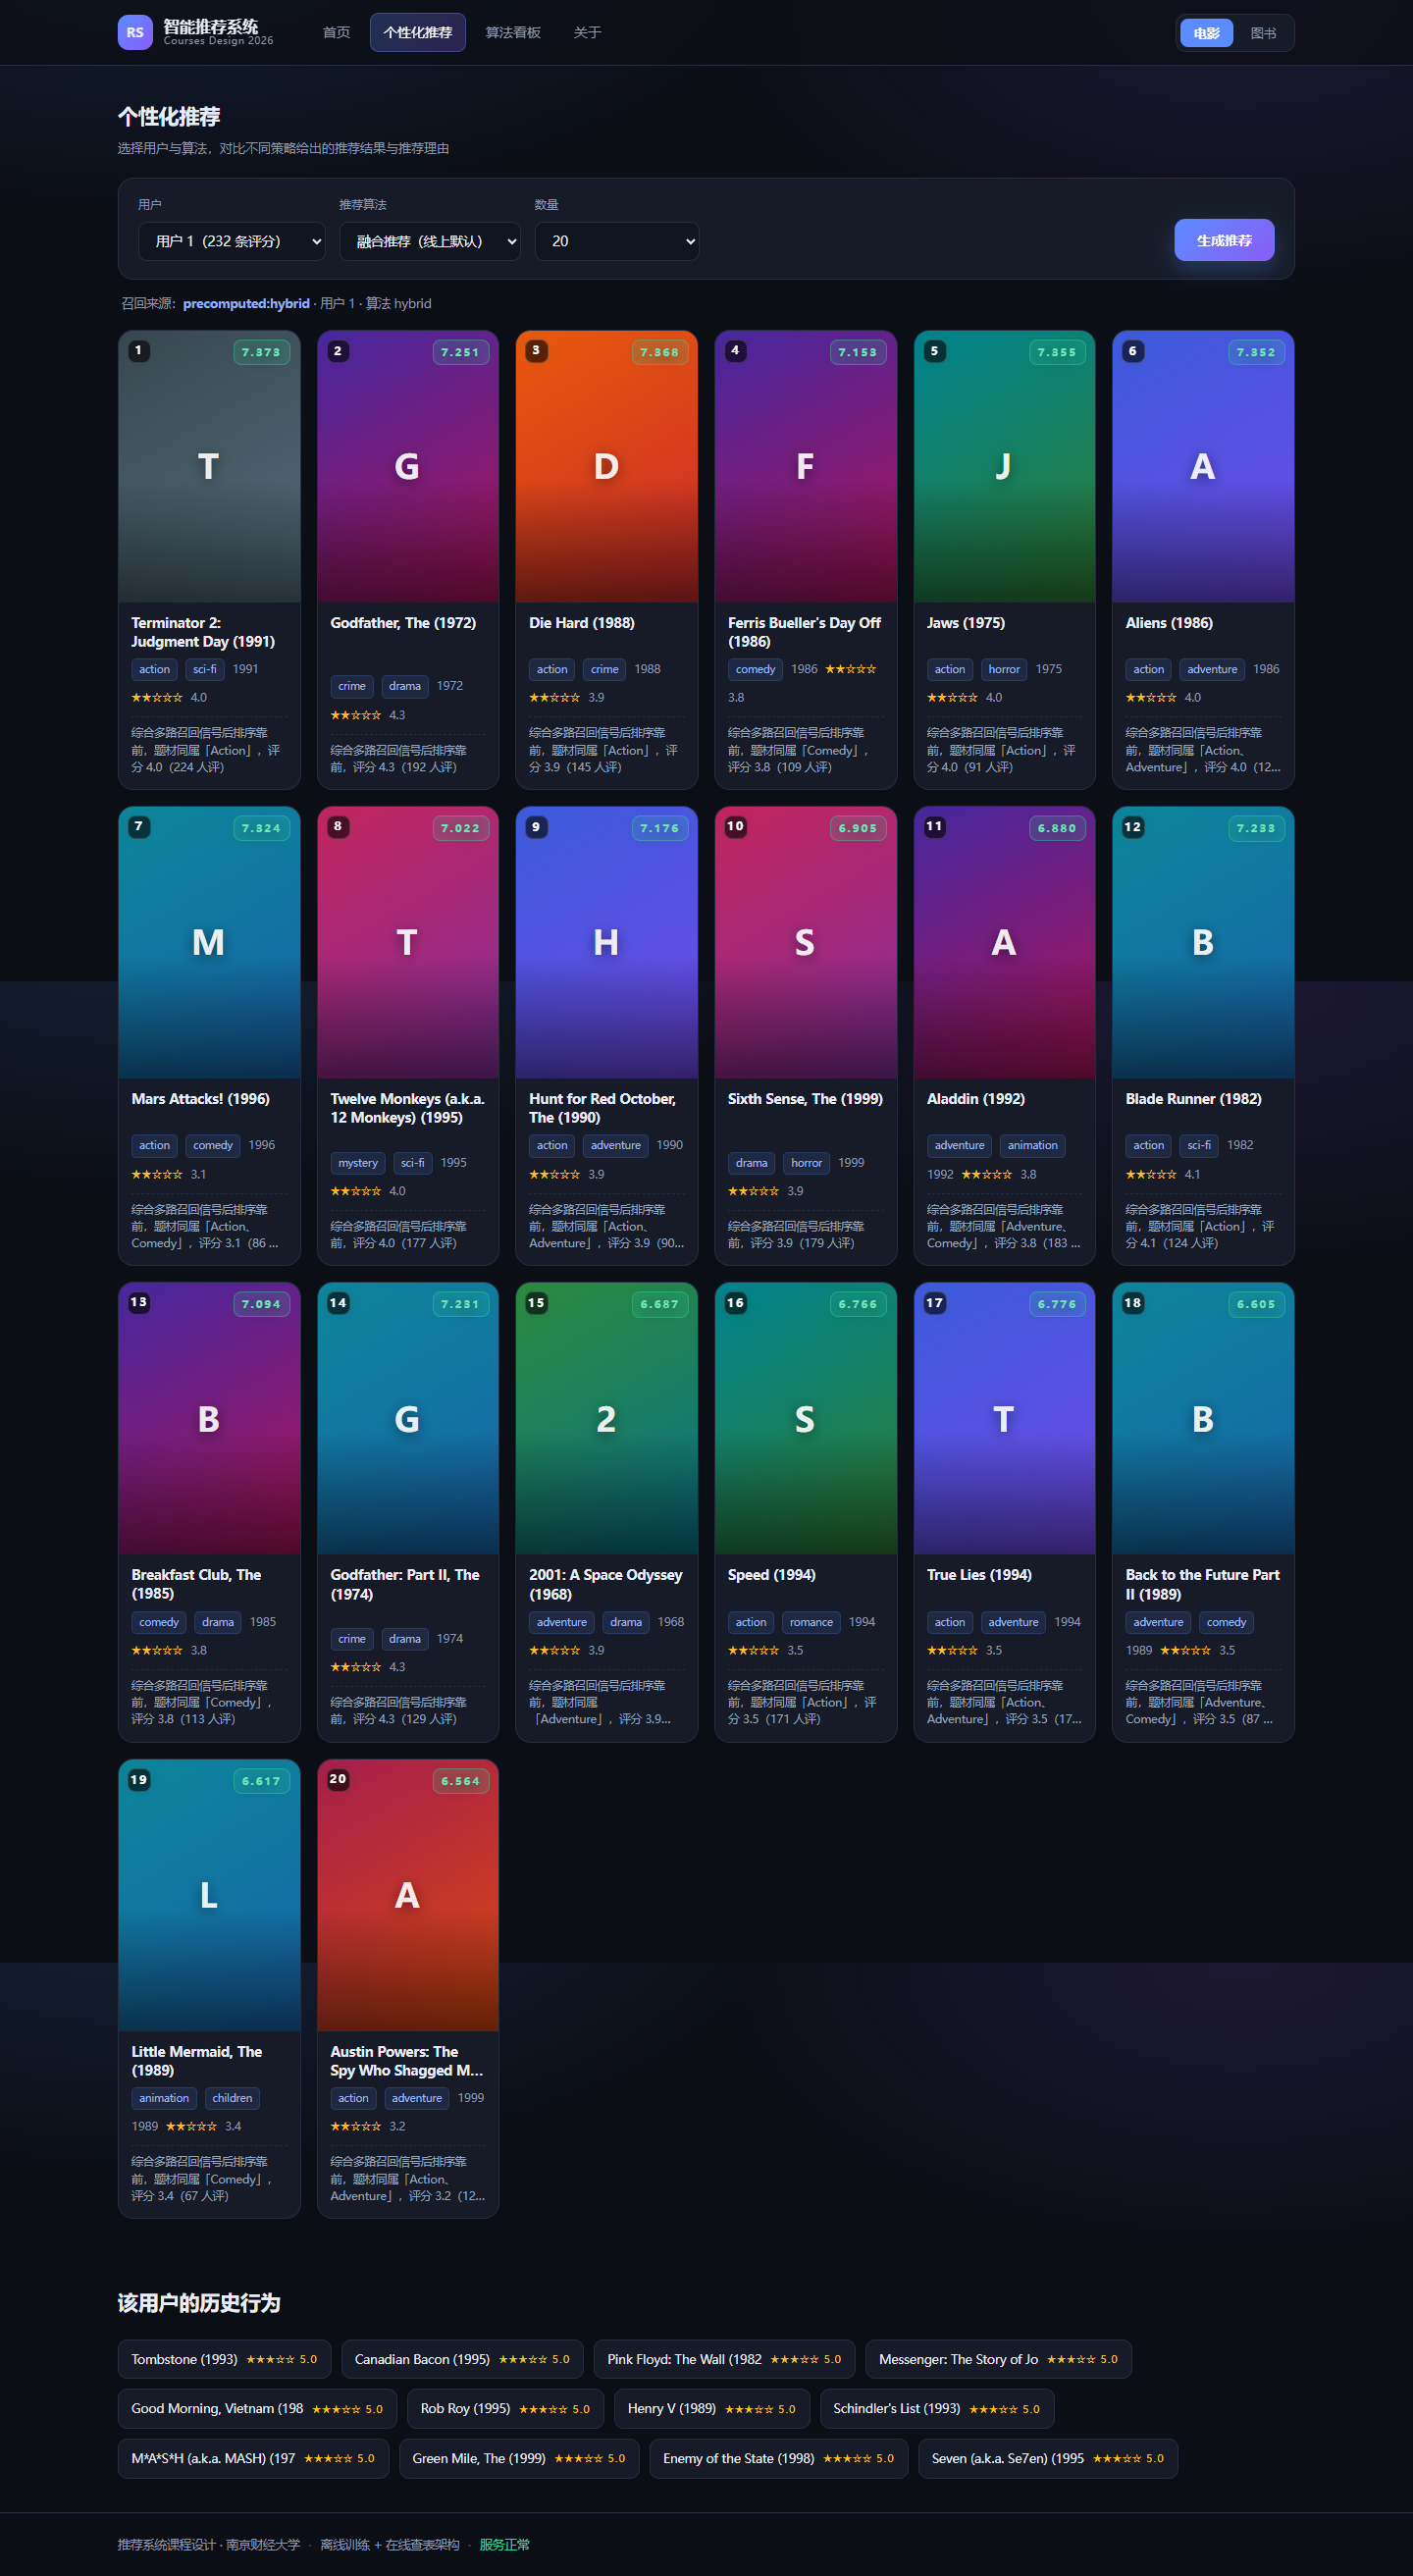 RS
智能推荐系统
Courses Design 2026
首页
个性化推荐
算法看板
关于
电影
图书
个性化推荐
选择用户与算法，对比不同策略给出的推荐结果与推荐理由
用户
推荐算法
数量
用户 1（232 条评分）
融合推荐（线上默认）
20
生成推荐
召回来源：precomputed:hybrid · 用户 1 · 算法 hybrid
1
7.373
T
Terminator 2:
Judgment Day (1991)
action sci-fi 1991
★★☆☆☆ 4.0
综合多路召回信号后排序靠
前，题材同属「Action」，评
分 4.0（224 人评）
2
7.251
G
Godfather, The (1972)
crime drama 1972
★★☆☆☆ 4.3
综合多路召回信号后排序靠
前，评分 4.3（192 人评）
3
7.368
D
Die Hard (1988)
action crime 1988
★★☆☆☆ 3.9
综合多路召回信号后排序靠
前，题材同属「Action」，评
分 3.9（145 人评）
4
7.153
F
Ferris Bueller's Day Off
(1986)
comedy 1986 ★★☆☆☆
3.8
综合多路召回信号后排序靠
前，题材同属「Comedy」，
评分 3.8（109 人评）
5
7.355
J
Jaws (1975)
action horror 1975
★★☆☆☆ 4.0
综合多路召回信号后排序靠
前，题材同属「Action」，评
分 4.0（91 人评）
6
7.352
A
Aliens (1986)
action adventure 1986
★★☆☆☆ 4.0
综合多路召回信号后排序靠
前，题材同属「Action、
Adventure」，评分 4.0（12...
7
7.324
M
Mars Attacks! (1996)
action comedy 1996
★★☆☆☆ 3.1
综合多路召回信号后排序靠
前，题材同属「Action、
Comedy」，评分 3.1（86 ...
8
7.022
T
Twelve Monkeys (a.k.a.
12 Monkeys) (1995)
mystery sci-fi 1995
★★☆☆☆ 4.0
综合多路召回信号后排序靠
前，评分 4.0（177 人评）
9
7.176
H
Hunt for Red October,
The (1990)
action adventure 1990
★★☆☆☆ 3.9
综合多路召回信号后排序靠
前，题材同属「Action、
Adventure」，评分 3.9（90...
10
6.905
S
Sixth Sense, The (1999)
drama horror 1999
★★☆☆☆ 3.9
综合多路召回信号后排序靠
前，评分 3.9（179 人评）
11
6.880
A
Aladdin (1992)
adventure animation
1992 ★★☆☆☆ 3.8
综合多路召回信号后排序靠
前，题材同属「Adventure、
Comedy」，评分 3.8（183 ...
12
7.233
B
Blade Runner (1982)
action sci-fi 1982
★★☆☆☆ 4.1
综合多路召回信号后排序靠
前，题材同属「Action」，评
分 4.1（124 人评）
13
7.094
B
Breakfast Club, The
(1985)
comedy drama 1985
★★☆☆☆ 3.8
综合多路召回信号后排序靠
前，题材同属「Comedy」，
评分 3.8（113 人评）
14
7.231
G
Godfather: Part II, The
(1974)
crime drama 1974
★★☆☆☆ 4.3
综合多路召回信号后排序靠
前，评分 4.3（129 人评）
15
6.687
2
2001: A Space Odyssey
(1968)
adventure drama 1968
★★☆☆☆ 3.9
综合多路召回信号后排序靠
前，题材同属
「Adventure」，评分 3.9...
16
6.766
S
Speed (1994)
action romance 1994
★★☆☆☆ 3.5
综合多路召回信号后排序靠
前，题材同属「Action」，评
分 3.5（171 人评）
17
6.776
T
True Lies (1994)
action adventure 1994
★★☆☆☆ 3.5
综合多路召回信号后排序靠
前，题材同属「Action、
Adventure」，评分 3.5（17...
18
6.605
B
Back to the Future Part
II (1989)
adventure comedy
1989 ★★☆☆☆ 3.5
综合多路召回信号后排序靠
前，题材同属「Adventure、
Comedy」，评分 3.5（87 ...
19
6.617
L
Little Mermaid, The
(1989)
animation children
1989 ★★☆☆☆ 3.4
综合多路召回信号后排序靠
前，题材同属「Comedy」，
评分 3.4（67 人评）
20
6.564
A
Austin Powers: The
Spy Who Shagged M...
action adventure 1999
★★☆☆☆ 3.2
综合多路召回信号后排序靠
前，题材同属「Action、
Adventure」，评分 3.2（12...
该用户的历史行为
Tombstone (1993) ★★★☆☆ 5.0
Canadian Bacon (1995) ★★★☆☆ 5.0
Pink Floyd: The Wall (1982 ★★★☆☆ 5.0
Messenger: The Story of Jo ★★★☆☆ 5.0
Good Morning, Vietnam (198 ★★★☆☆ 5.0
Rob Roy (1995) ★★★☆☆ 5.0
Henry V (1989) ★★★☆☆ 5.0
Schindler's List (1993) ★★★☆☆ 5.0
M*A*S*H (a.k.a. MASH) (197 ★★★☆☆ 5.0
Green Mile, The (1999) ★★★☆☆ 5.0
Enemy of the State (1998) ★★★☆☆ 5.0
Seven (a.k.a. Se7en) (1995 ★★★☆☆ 5.0
推荐系统课程设计 · 南京财经大学 · 离线训练 + 在线查表架构 · 服务正常